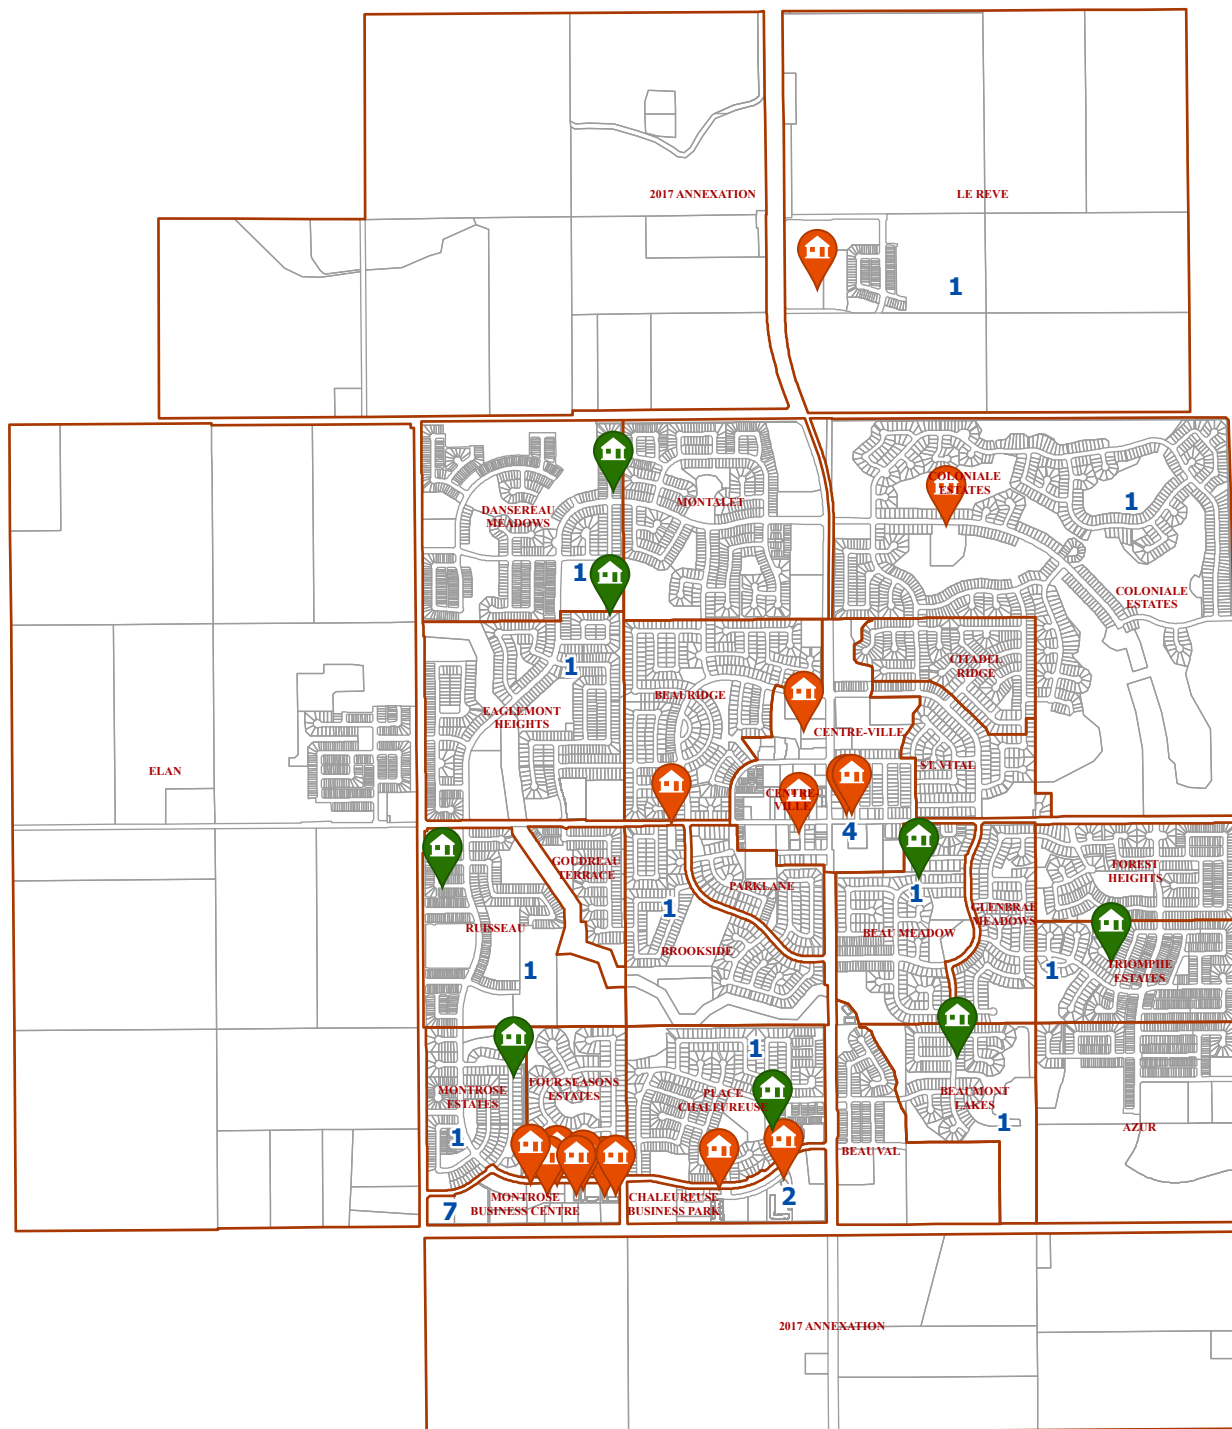 2017 ANNEXATION
LE REVE
1
COLONIALE
ESTATES
1
MONTALET
DANSEREAU
MEADOWS
1
COLONIALE
ESTATES
1
CITADEL
RIDGE
BEAURIDGE
EAGLEMONT
HEIGHTS
CENTRE-VILLE
ST. VITAL
ELAN
CENTRE-
VILLE
4
GOUDREAU
TERRACE
FOREST
HEIGHTS
PARKLANE
1
1
GLENBRAE
MEADOWS
RUISSEAU
BEAU MEADOW
BROOKSIDE
1
1
TRIOMPHE
ESTATES
1
FOUR SEASONS
ESTATES
MONTROSE
ESTATES
PLACE
CHALEUREUSE
BEAUMONT
LAKES
1
1
AZUR
BEAU VAL
MONTROSE
BUSINESS CENTRE
CHALEUREUSE
BUSINESS PARK
2
7
2017 ANNEXATION